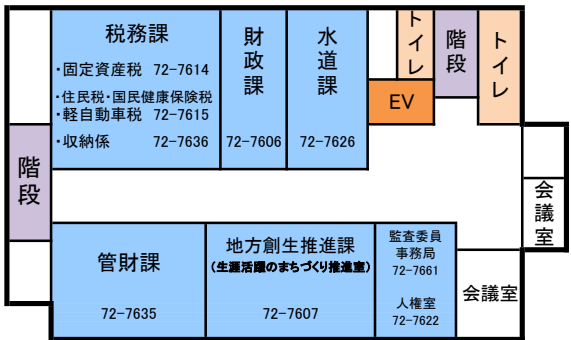 税務課
・固定資産税 72-7614
・住民税・国民健康保険税
・軽自動車税 72-7615
・収納係 72-7636
財政課
72-7606
水道課
72-7626
トイレ
EV
階段
トイレ
階段
会議室
管財課
72-7635
地方創生推進課
(生涯活躍のまちづくり推進室)
72-7607
監査委員
事務局
72-7661
人権室
72-7622
会議室